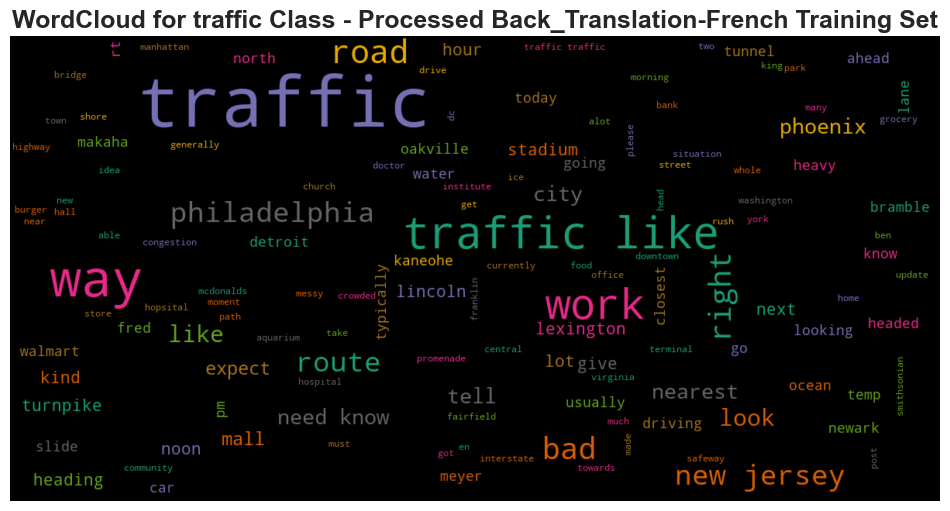 WordCloud for traffic Class - Processed Back_Translation-French Training Set
rt
manhattan
north
road
hour
traffic traffic
two
tunnel
king
park
ahead
bridge
drive
traffic
morning
lane
shore
town
dc
today
bank
many
grocery
highway
makaha
generally
oakville
stadium
alot
please
phoenix
idea
doctor
water
going
situation
street
whole
heavy
church
institute
ice
city
head
washington
burger
new
hall
near
philadelphia
get
traffic like
rush
york
bramble
able
congestion
detroit
kaneohe
currently
food
downtown
office
ben
know
update
way
mcdonalds
moment
path
messy
crowded
typically
lincoln
franklin
work
closest
right
home
store
hopsital
fred
like
aquarium
take
lexington
next
looking
headed
walmart
route
promenade
central
lot
give
terminal
go
kind
expect
hospital
virginia
nearest
ocean
temp
smithsonian
turnpike
pm
need know
tell
fairfield
usually
much
driving
look
newark
slide
noon
mall
must
got
en
bad
made
post
heading
community
car
meyer
interstate
towards
safeway
new jersey